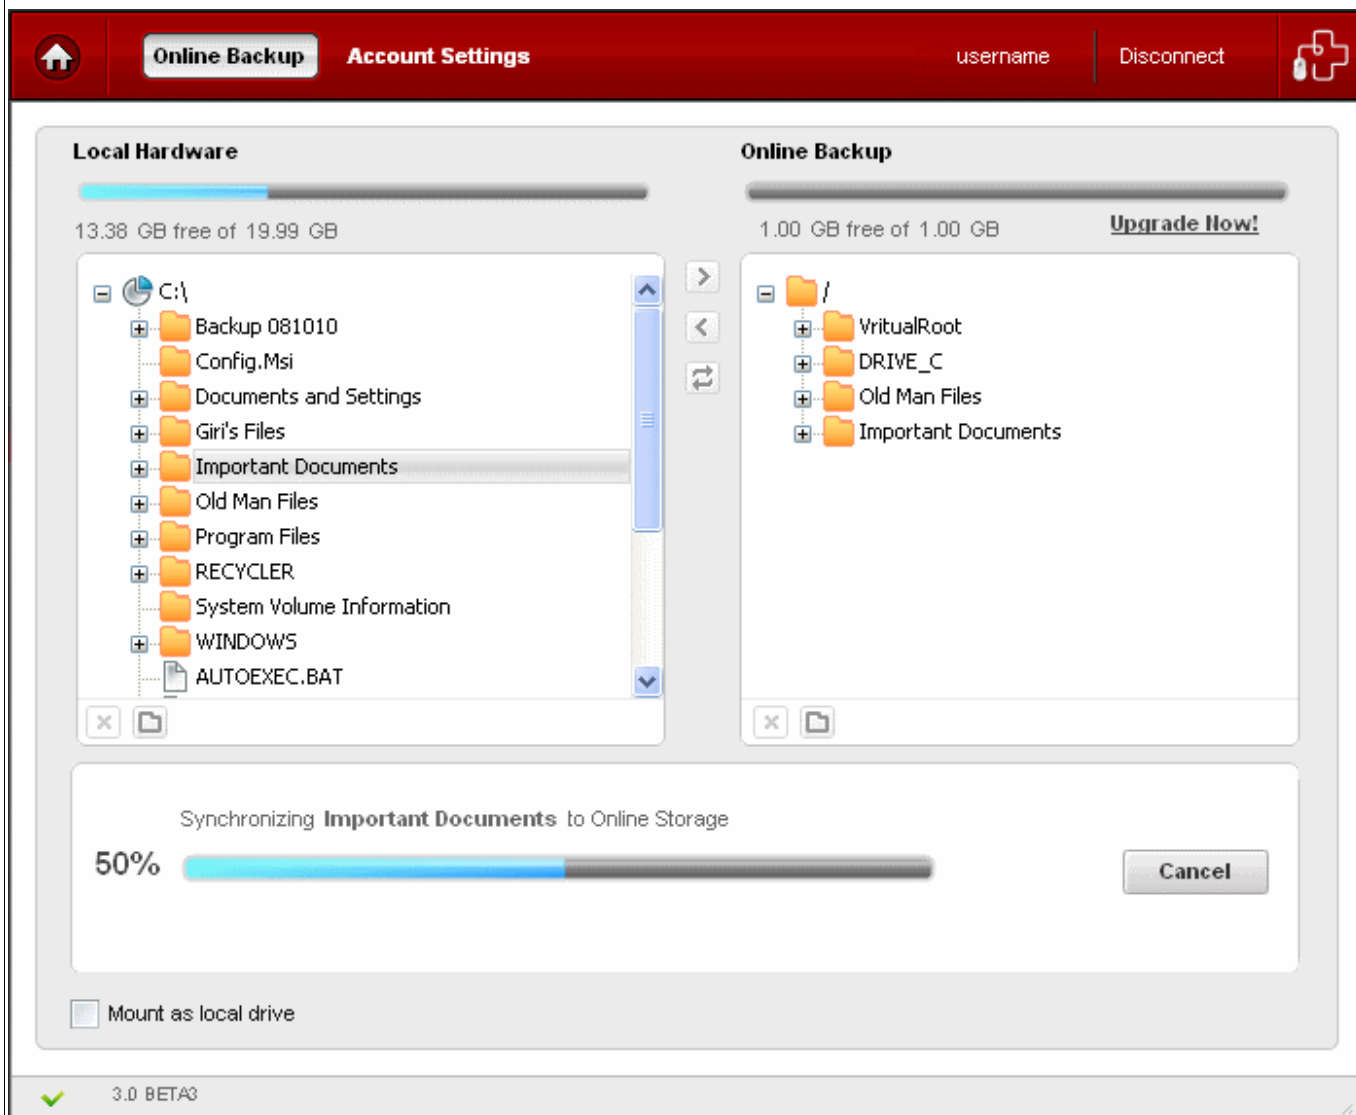 Online Backup Account Settings username Disconnect
Local Hardware
13.38 GB free of 19.99 GB
C:\
Backup 081010
Config.Msi
Documents and Settings
Giri's Files
Important Documents
Old Man Files
Program Files
RECYCLER
System Volume Information
WINDOWS
AUTOEXEC.BAT
Online Backup
1.00 GB free of 1.00 GB Upgrade Now!
/
VritualRoot
DRIVE_C
Old Man Files
Important Documents
Synchronizing Important Documents to Online Storage
50%
Cancel
Mount as local drive
3.0 BETA3